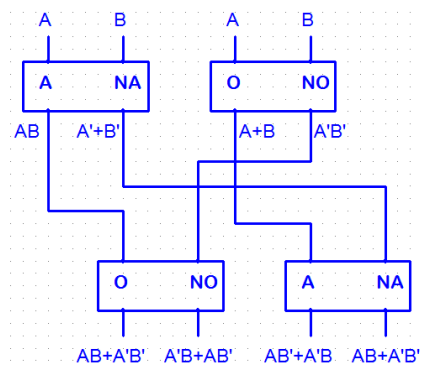 A B A B
A NA O NO
AB A'+B' A+B A'B'
O NO A NA
AB+A'B' A'B+AB' AB'+A'B AB+A'B'